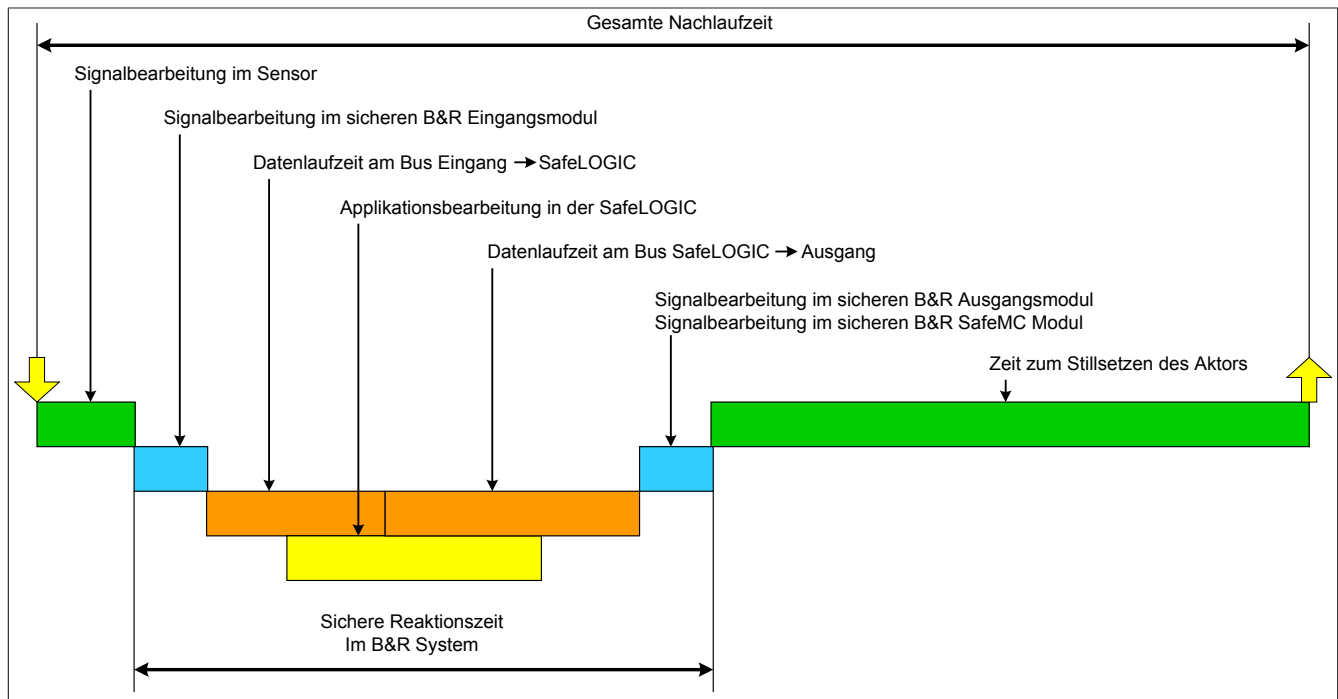 Gesamte Nachlaufzeit
Signalbearbeitung im Sensor
Signalbearbeitung im sicheren B&R Eingangsmodul
Datenlaufzeit am Bus Eingang → SafeLOGIC
Applikationsbearbeitung in der SafeLOGIC
Datenlaufzeit am Bus SafeLOGIC → Ausgang
Signalbearbeitung im sicheren B&R Ausgangsmodul
Signalbearbeitung im sicheren B&R SafeMC Modul
Zeit zum Stillsetzen des Aktors
Sichere Reaktionszeit
Im B&R System